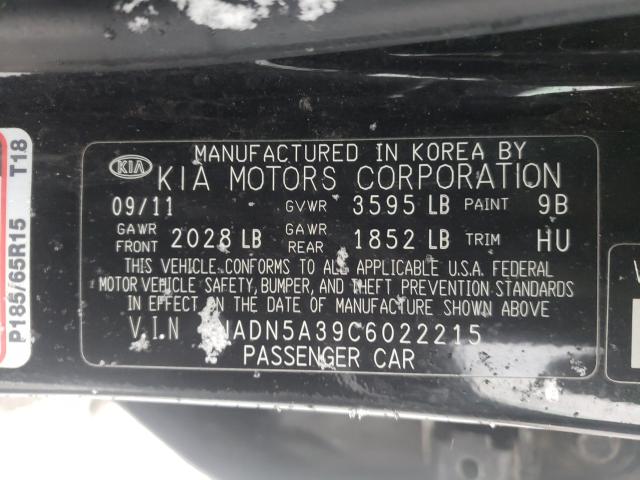 MANUFACTURED IN KOREA BY
KIA KIA MOTORS CORPORATION
09/11 GVWR 3595 LB PAINT 9B
GAWR FRONT 2028 LB GAWR REAR 1852 LB TRIM HU
THIS VEHICLE CONFORMS TO ALL APPLICABLE U.S.A. FEDERAL
MOTOR VEHICLE SAFETY, BUMPER, AND THEFT PREVENTION STANDARDS
IN EFFECT ON THE DATE OF MANUFACTURE SHOWN ABOVE
V.I.N NADN5A39C6022215
PASSENGER CAR
P185/65R15 T18